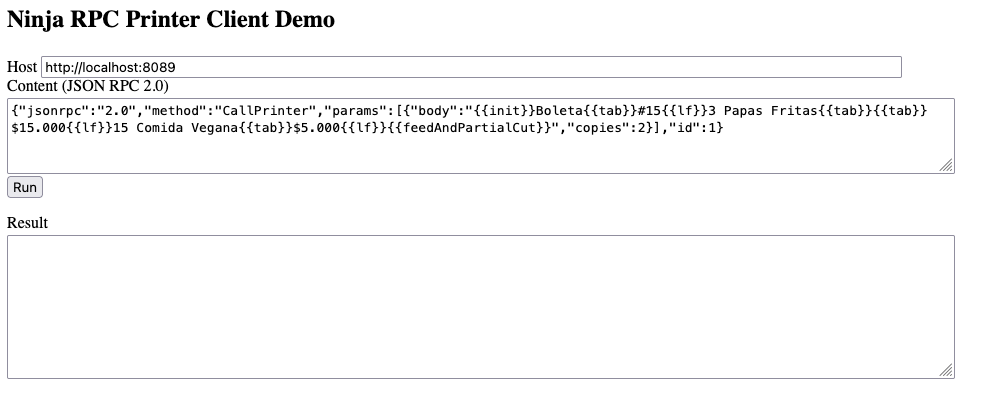 Ninja RPC Printer Client Demo
Host http://localhost:8089
Content (JSON RPC 2.0)
{"jsonrpc":"2.0","method":"CallPrinter","params":[{"body":"{{init}}Boleta{{tab}}#15{{lf}}3 Papas Fritas{{tab}}{{tab}}
$15.000{{lf}}15 Comida Vegana{{tab}}$5.000{{lf}}{{feedAndPartialCut}}","copies":2}],"id":1}
Run
Result